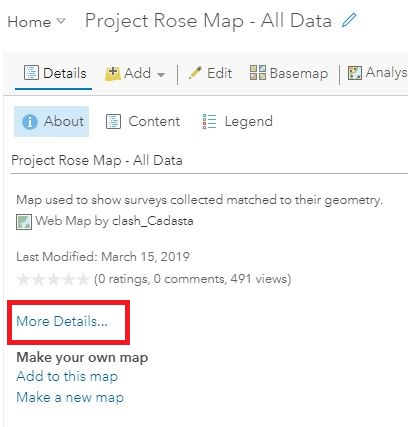 Home Project Rose Map - All Data
Details Add Edit Basemap Analys
About Content Legend
Project Rose Map - All Data
Map used to show surveys collected matched to their geometry.
Web Map by clash_Cadasta
Last Modified: March 15, 2019
(0 ratings, 0 comments, 491 views)
More Details...
Make your own map
Add to this map
Make a new map